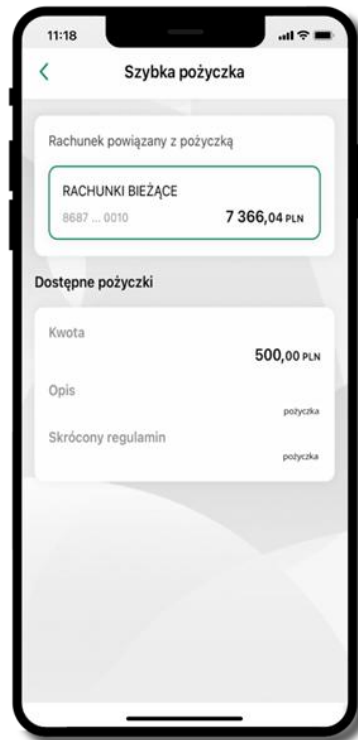 11:18
Szybka pożyczka
Rachunek powiązany z pożyczką
RACHUNKI BIEŻĄCE
8687 ... 0010 7 366,04 PLN
Dostępne pożyczki
Kwota
500,00 PLN
Opis
pożyczka
Skrócony regulamin
pożyczka